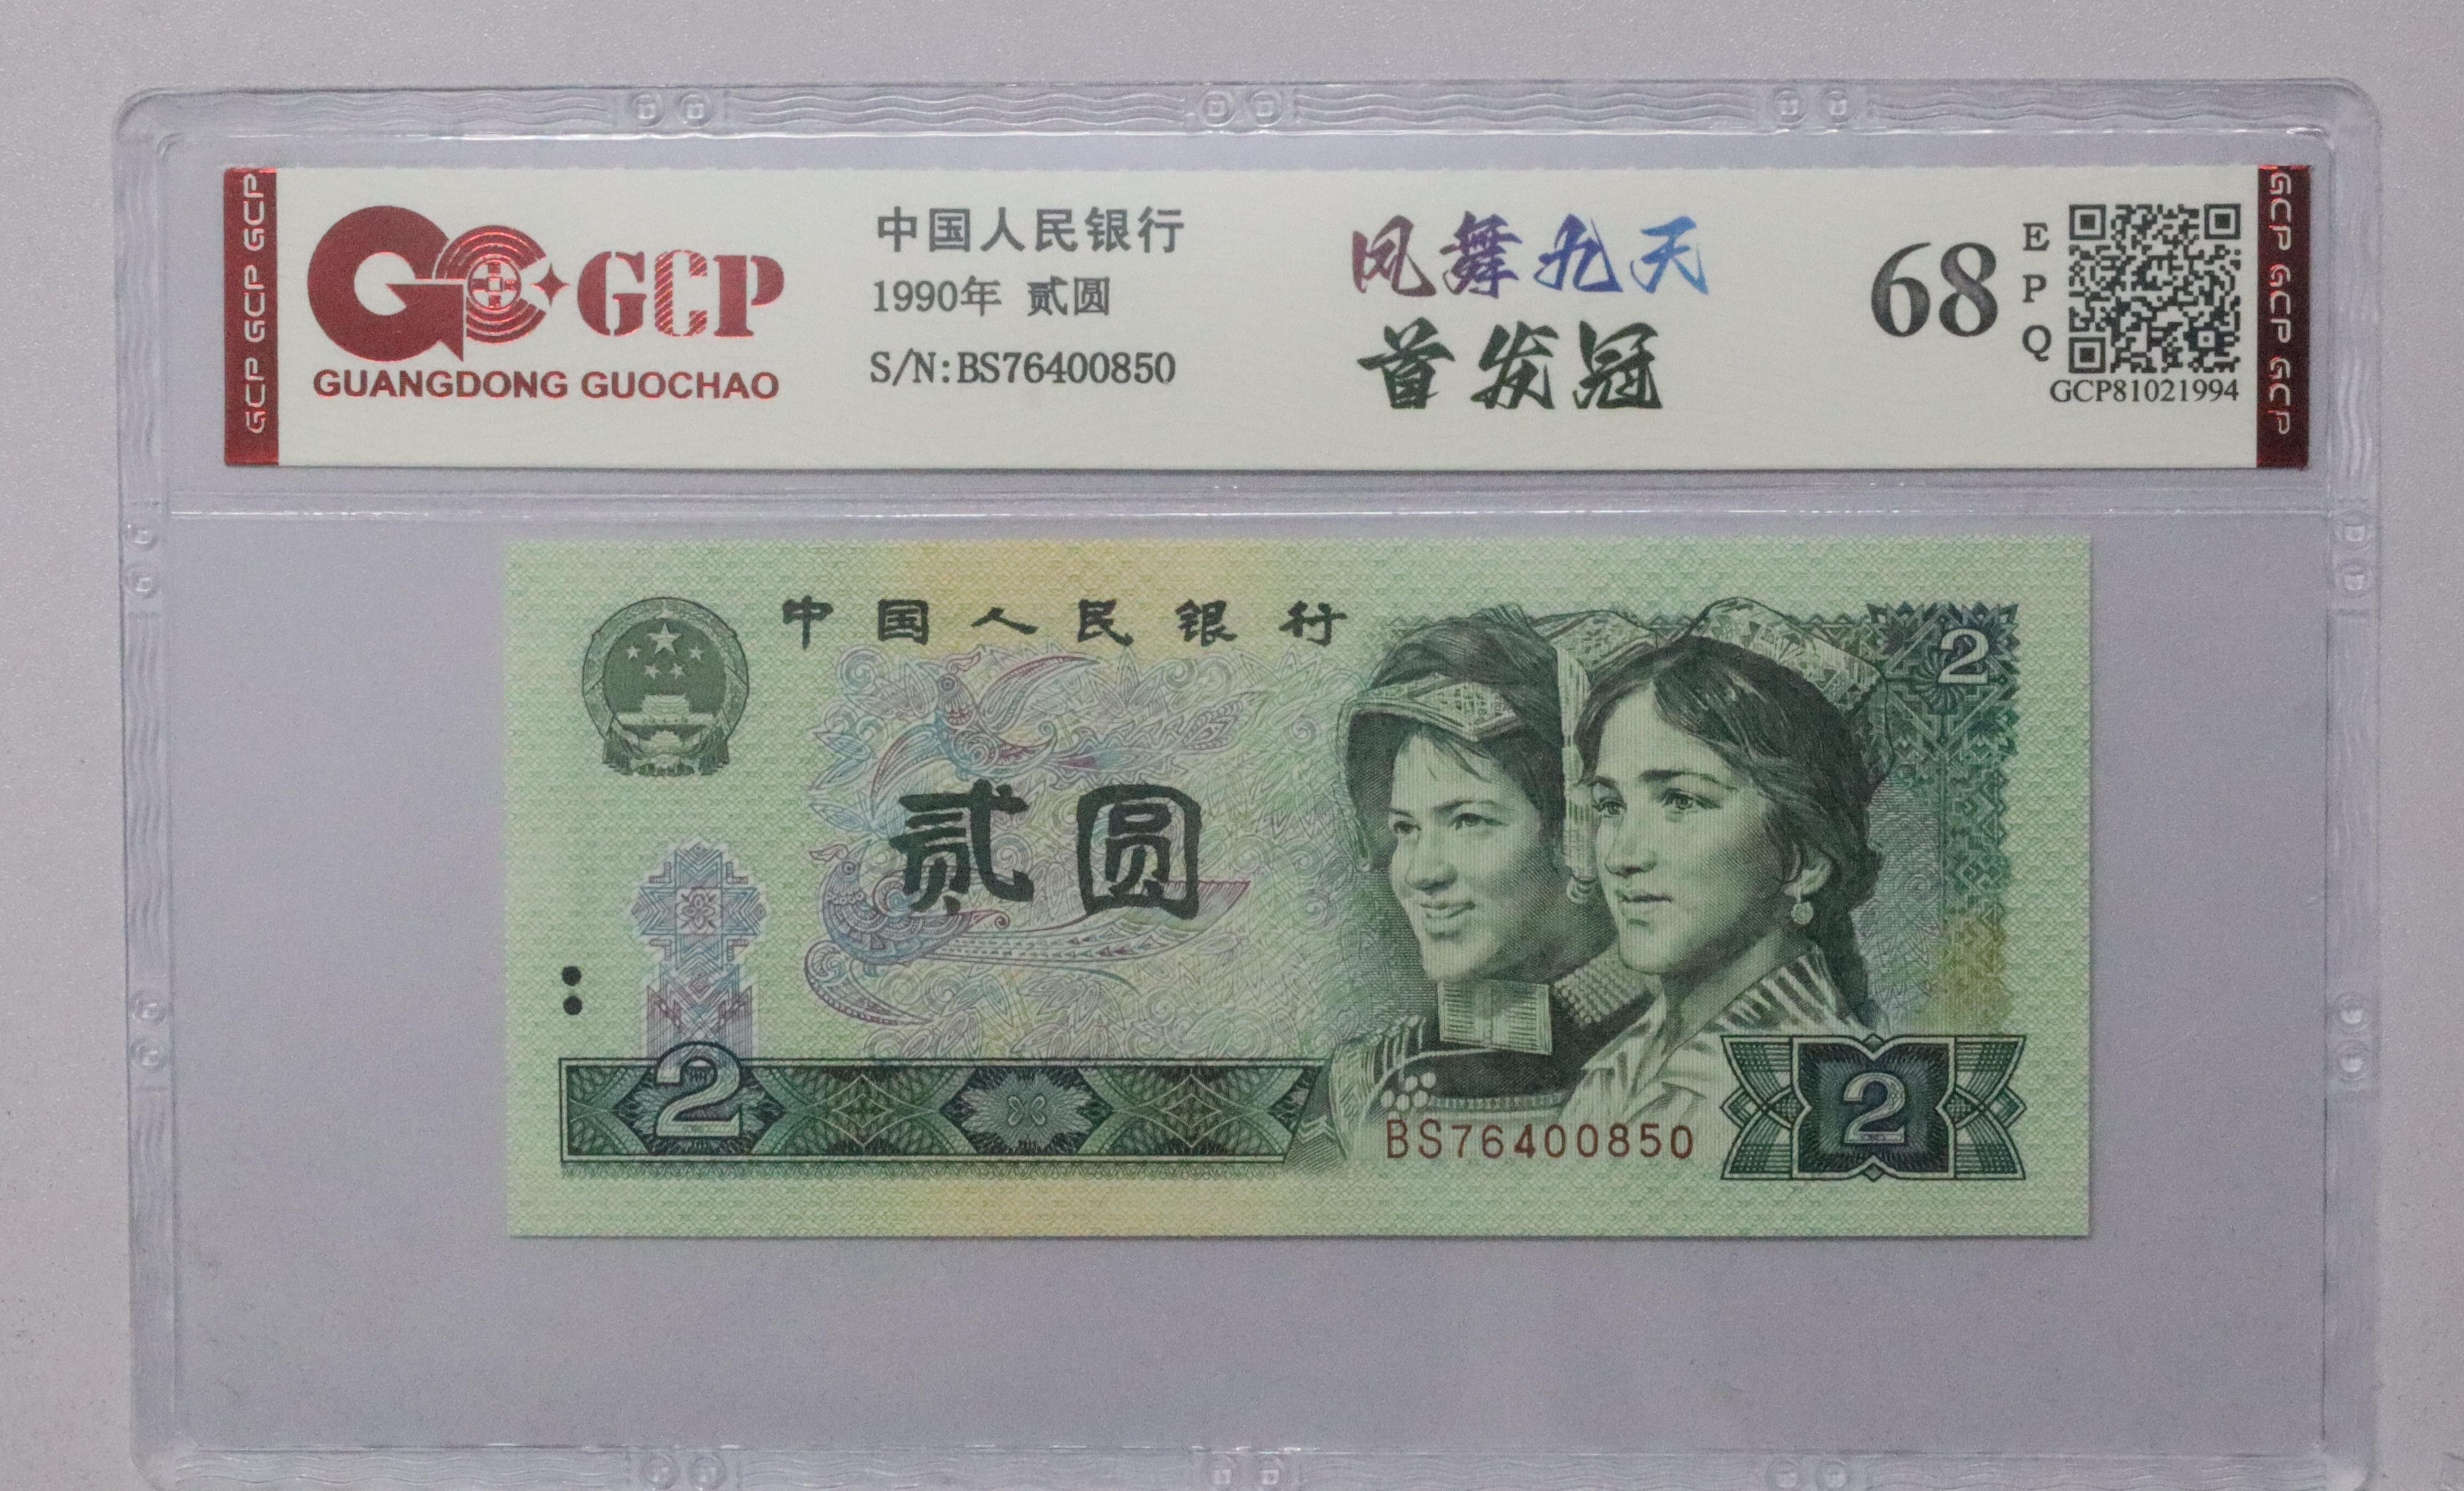 GCP GCP GCP
GCP
GUANGDONG GUOCHAO
中国人民银行
1990年 贰圆
S/N:BS76400850
凤舞九天
首发冠
68
EPQ
GCP81021994
GCP GCP GCP
中国人民银行
2
贰圆
2
BS76400850
2